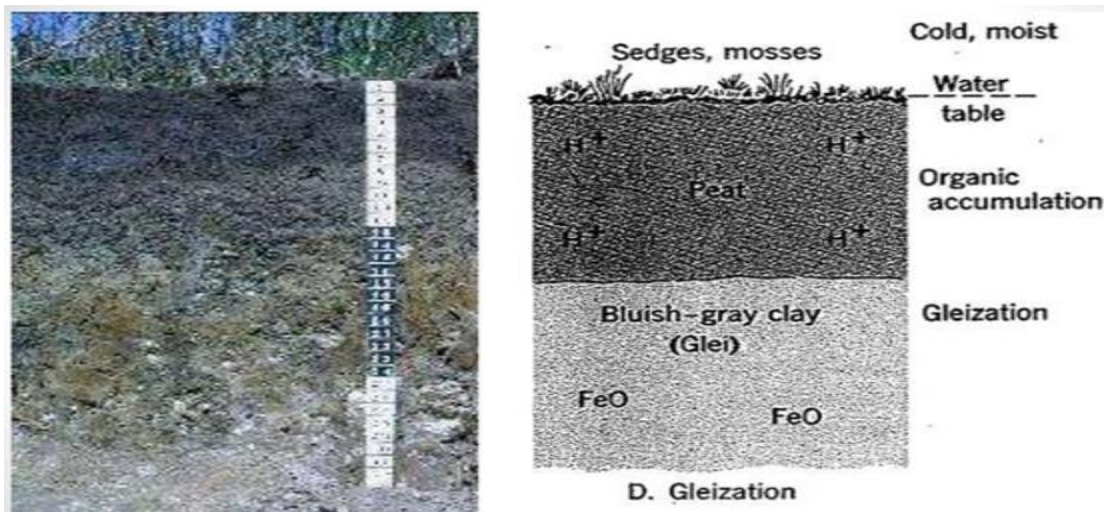 Cold, moist
Sedges, mosses
Water
table
H+ H+
Peat
Organic
accumulation
H+ H+
Bluish-gray clay
(Glei)
Gleization
FeO
FeO
D. Gleization